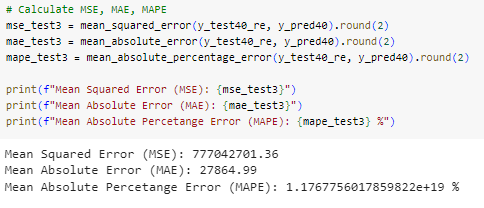 # Calculate MSE, MAE, MAPE
mse_test3 = mean_squared_error(y_test40_re, y_pred40).round(2)
mae_test3 = mean_absolute_error(y_test40_re, y_pred40).round(2)
mape_test3 = mean_absolute_percentage_error(y_test40_re, y_pred40).round(2)
print(f"Mean Squared Error (MSE): {mse_test3}")
print(f"Mean Absolute Error (MAE): {mae_test3}")
print(f"Mean Absolute Percetange Error (MAPE): {mape_test3} %")
Mean Squared Error (MSE): 777042701.36
Mean Absolute Error (MAE): 27864.99
Mean Absolute Percetange Error (MAPE): 1.1767756017859822e+19 %